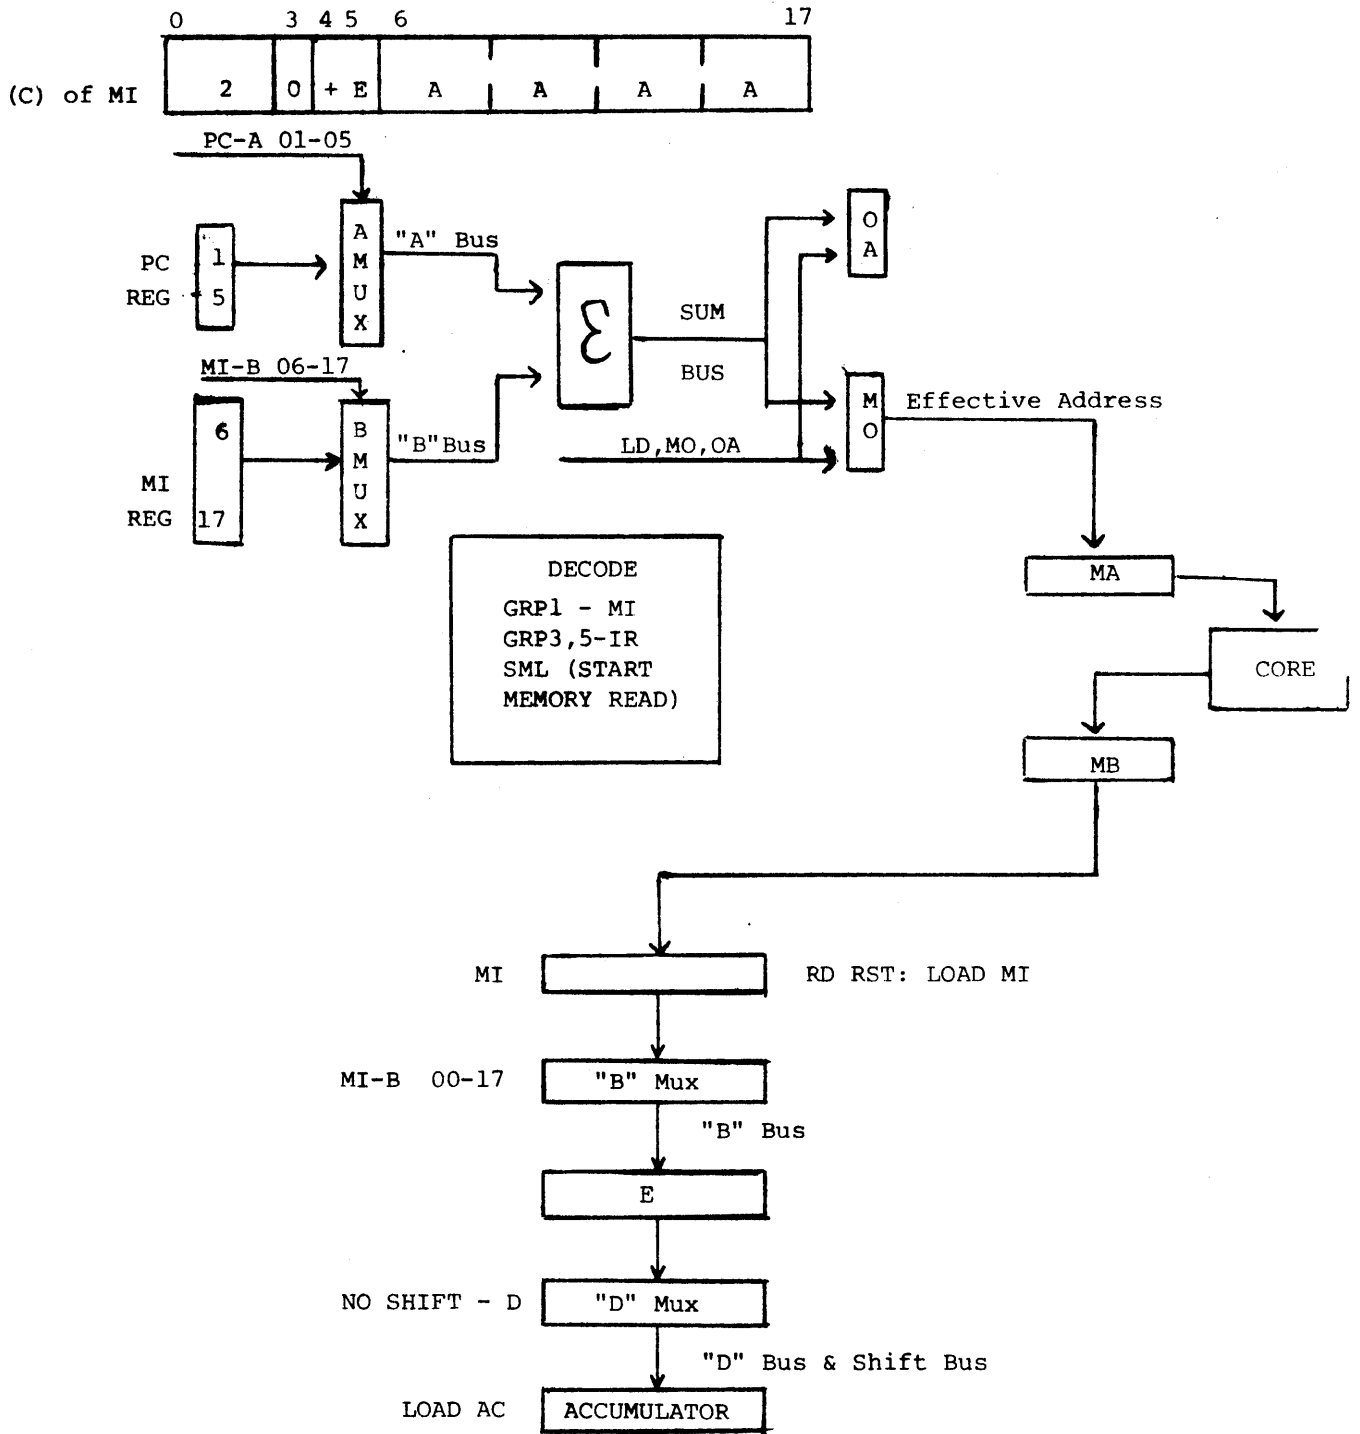 0 3 4 5 6 17
(C) of MI 2 0 + E A A A A
PC-A 01-05
PC REG 1 5
A M U X
"A" Bus
MI-B 06-17
MI REG 6 17
B M U X
"B" Bus
Σ
SUM BUS
LD,MO,OA
O A
M O
Effective Address
DECODE
GRP1 - MI
GRP3,5-IR
SML (START
MEMORY READ)
MA
CORE
MB
MI RD RST: LOAD MI
MI-B 00-17 "B" Mux
"B" Bus
E
NO SHIFT - D "D" Mux
"D" Bus & Shift Bus
LOAD AC ACCUMULATOR